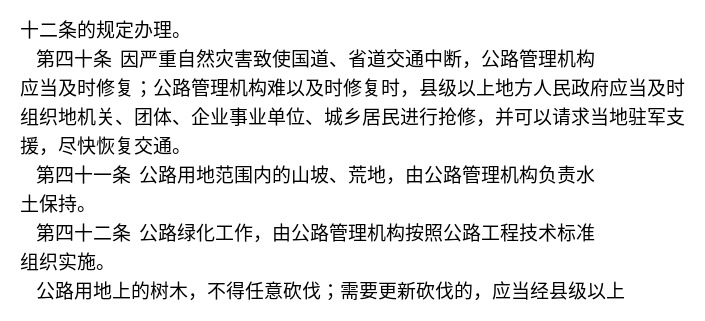 十二条的规定办理。
第四十条 因严重自然灾害致使国道、省道交通中断，公路管理机构
应当及时修复；公路管理机构难以及时修复时，县级以上地方人民政府应当及时
组织地机关、团体、企业事业单位、城乡居民进行抢修，并可以请求当地驻军支
援，尽快恢复交通。
第四十一条 公路用地范围内的山坡、荒地，由公路管理机构负责水
土保持。
第四十二条 公路绿化工作，由公路管理机构按照公路工程技术标准
组织实施。
公路用地上的树木，不得任意砍伐；需要更新砍伐的，应当经县级以上